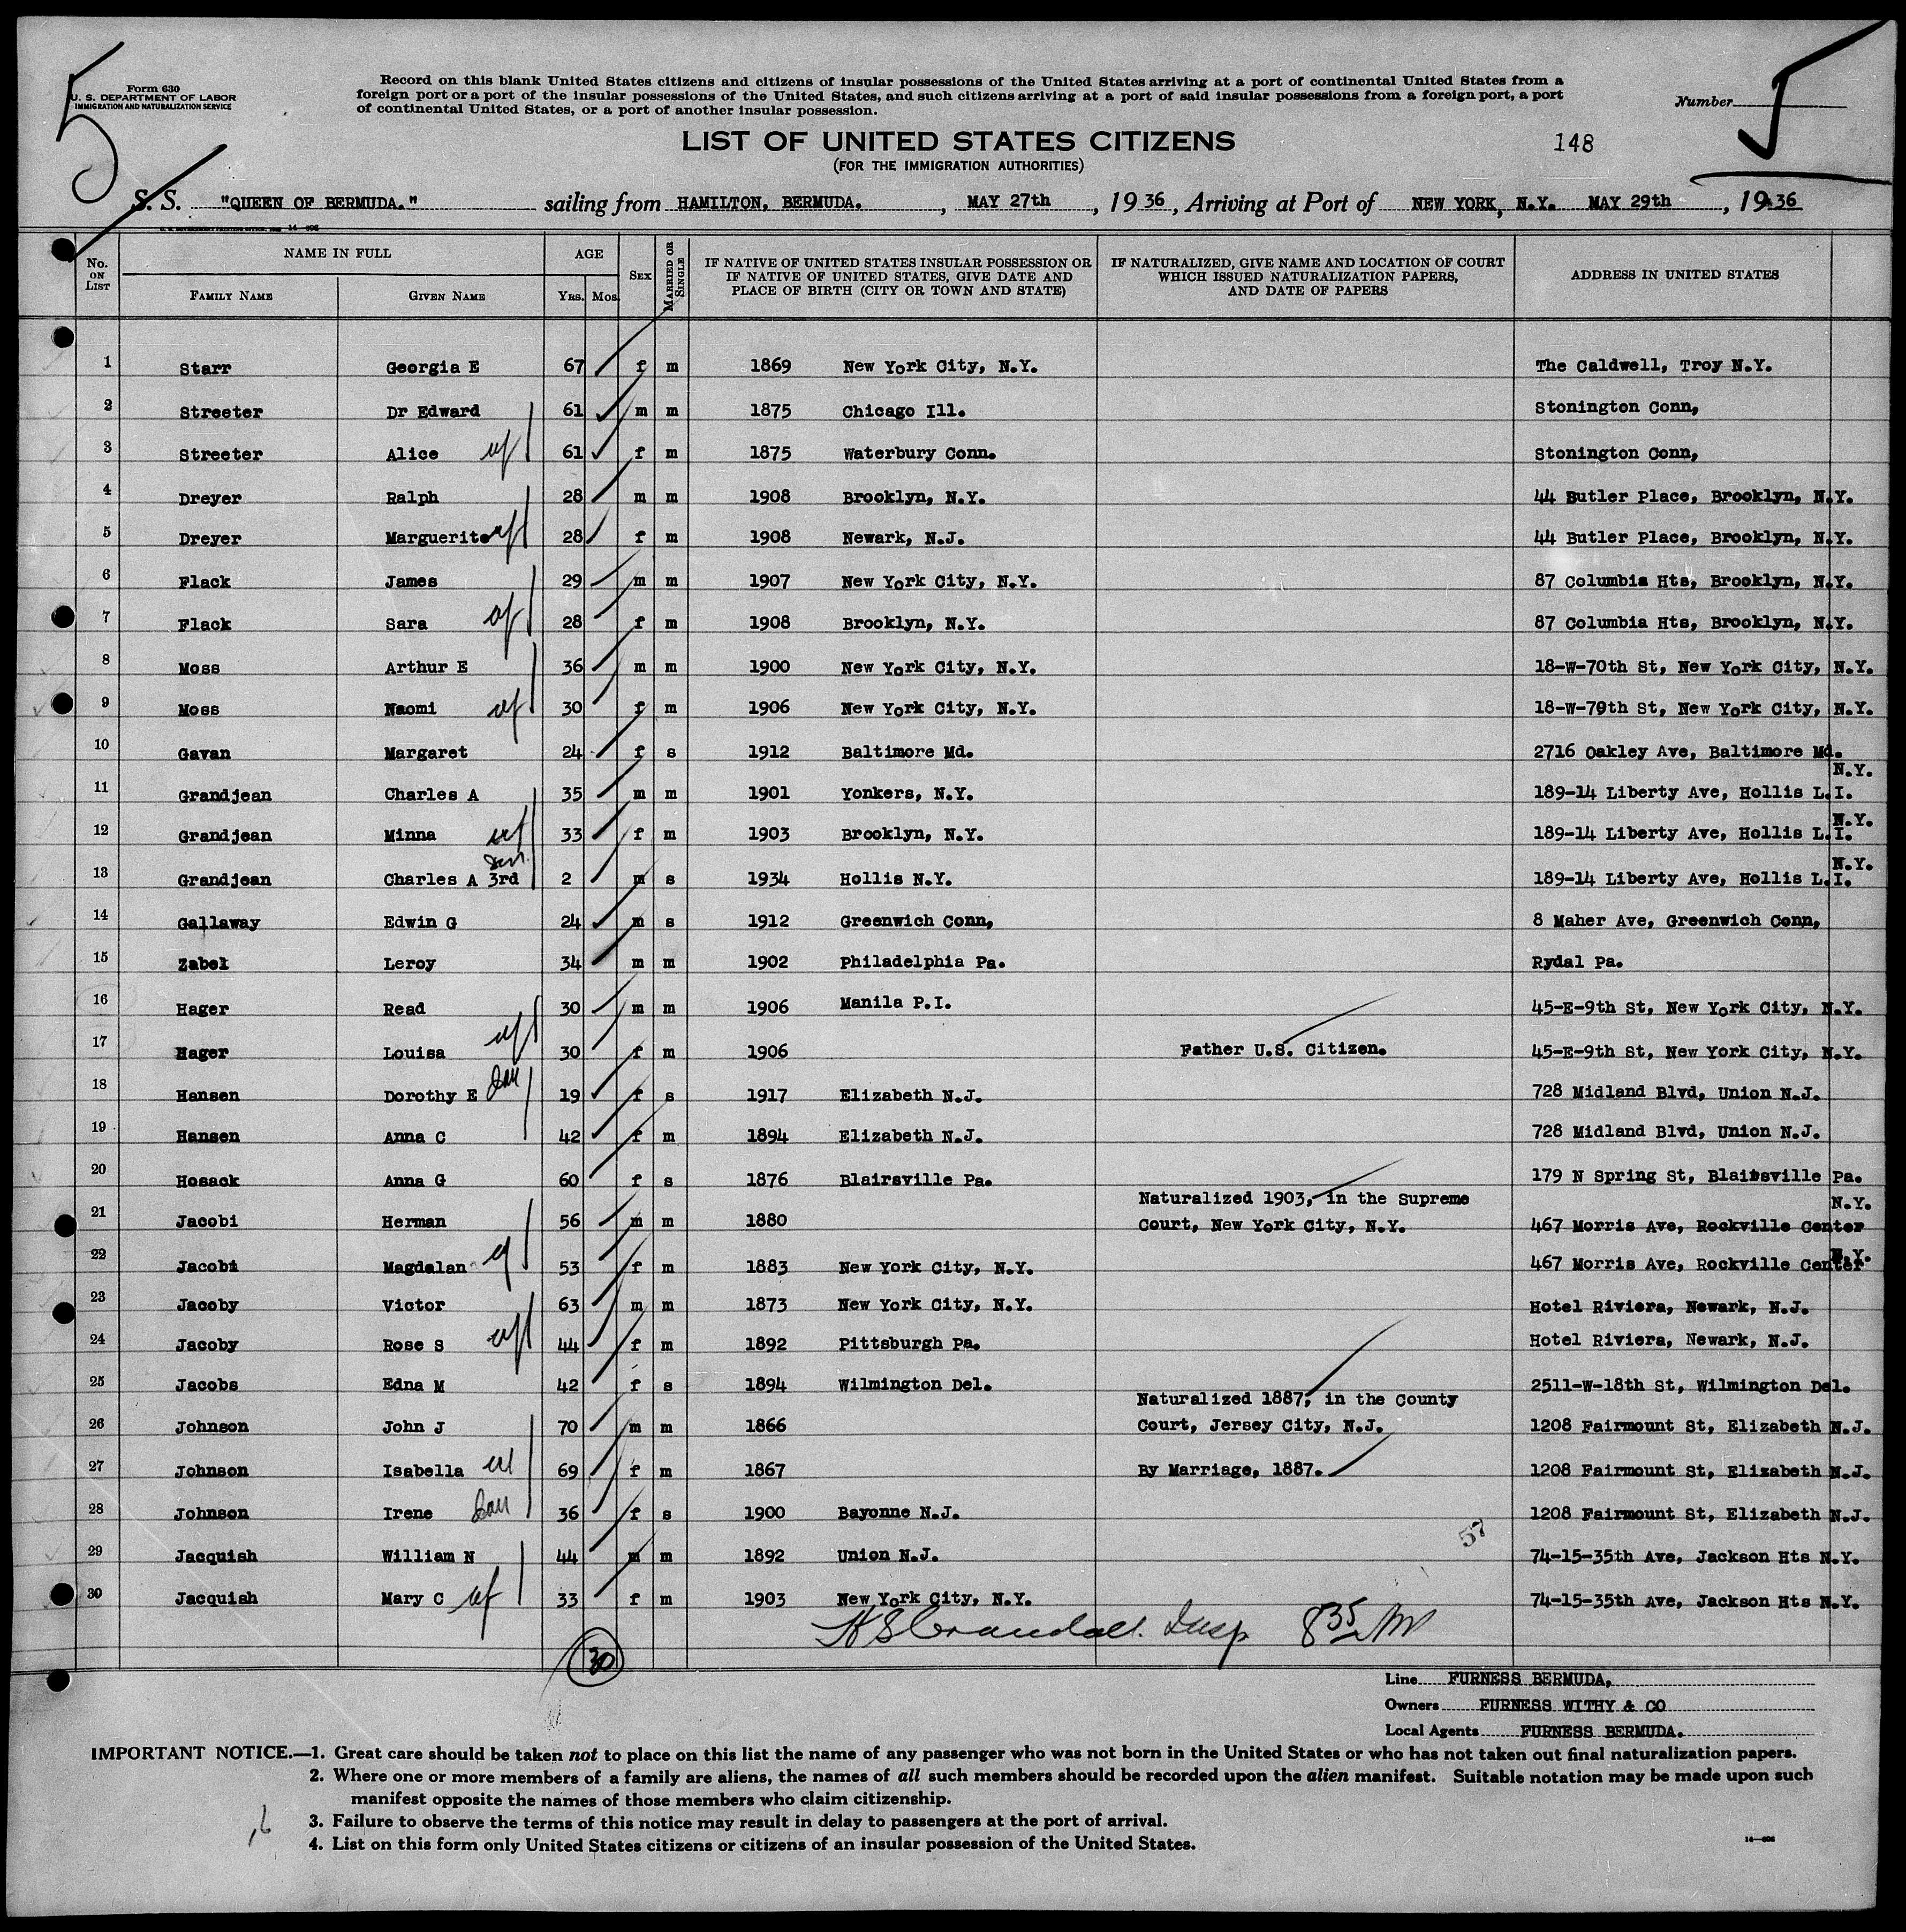 5
Form 630
U. S. DEPARTMENT OF LABOR
IMMIGRATION AND NATURALIZATION SERVICE
Record on this blank United States citizens and citizens of insular possessions of the United States arriving at a port of continental United States from a
foreign port or a port of the insular possessions of the United States, and such citizens arriving at a port of said insular possessions from a foreign port, a port
of continental United States, or a port of another insular possession.
Number 5
LIST OF UNITED STATES CITIZENS
148
(FOR THE IMMIGRATION AUTHORITIES)
S. S. "QUEEN OF BERMUDA." sailing from HAMILTON, BERMUDA. , MAY 27th , 19 36 , Arriving at Port of NEW YORK, N.Y. MAY 29th , 19 36
No. ON LIST NAME IN FULL FAMILY NAME GIVEN NAME AGE YRS. MOS. SEX MARRIED OR SINGLE IF NATIVE OF UNITED STATES INSULAR POSSESSION OR IF NATIVE OF UNITED STATES, GIVE DATE AND PLACE OF BIRTH (CITY OR TOWN AND STATE) IF NATURALIZED, GIVE NAME AND LOCATION OF COURT WHICH ISSUED NATURALIZATION PAPERS, AND DATE OF PAPERS ADDRESS IN UNITED STATES
1 Starr Georgia E 67 f m 1869 New York City, N.Y. The Caldwell, Troy N.Y.
2 Streeter Dr Edward 61 m m 1875 Chicago Ill. Stonington Conn,
3 Streeter Alice wf 61 f m 1875 Waterbury Conn. Stonington Conn,
4 Dreyer Ralph 28 m m 1908 Brooklyn, N.Y. 44 Butler Place, Brooklyn, N.Y.
5 Dreyer Marguerite wf 28 f m 1908 Newark, N.J. 44 Butler Place, Brooklyn, N.Y.
6 Flack James 29 m m 1907 New York City, N.Y. 87 Columbia Hts, Brooklyn, N.Y.
7 Flack Sara wf 28 f m 1908 Brooklyn, N.Y. 87 Columbia Hts, Brooklyn, N.Y.
8 Moss Arthur E 36 m m 1900 New York City, N.Y. 18-W-70th St, New York City, N.Y.
9 Moss Naomi wf 30 f m 1906 New York City, N.Y. 18-W-70th St, New York City, N.Y.
10 Gavan Margaret 24 f s 1912 Baltimore Md. 2716 Oakley Ave, Baltimore Md.
11 Grandjean Charles A 35 m m 1901 Yonkers, N.Y. 189-14 Liberty Ave, Hollis L.I. N.Y.
12 Grandjean Minna wf 33 f m 1903 Brooklyn, N.Y. 189-14 Liberty Ave, Hollis L.I. N.Y.
13 Grandjean Charles A 3rd son 2 m s 1934 Hollis N.Y. 189-14 Liberty Ave, Hollis L.I. N.Y.
14 Gallaway Edwin G 24 m s 1912 Greenwich Conn, 8 Maher Ave, Greenwich Conn,
15 Zabel Leroy 34 m m 1902 Philadelphia Pa. Rydal Pa.
16 Hager Read 30 m m 1906 Manila P.I. 45-E-9th St, New York City, N.Y.
17 Hager Louisa wf 30 f m 1906 Father U.S. Citizen. 45-E-9th St, New York City, N.Y.
18 Hansen Dorothy E dau 19 f s 1917 Elizabeth N.J. 728 Midland Blvd, Union N.J.
19 Hansen Anna C 42 f m 1894 Elizabeth N.J. 728 Midland Blvd, Union N.J.
20 Hosack Anna G 60 f s 1876 Blairsville Pa. 179 N Spring St, Blairsville Pa.
21 Jacobi Herman 56 m m 1880 Naturalized 1903, in the Supreme Court, New York City, N.Y. 467 Morris Ave, Rockville Center N.Y.
22 Jacobi Magdalan wf 53 f m 1883 New York City, N.Y. 467 Morris Ave, Rockville Center N.Y.
23 Jacoby Victor 63 m m 1873 New York City, N.Y. Hotel Riviera, Newark, N.J.
24 Jacoby Rose S wf 44 f m 1892 Pittsburgh Pa. Hotel Riviera, Newark, N.J.
25 Jacobs Edna M 42 f s 1894 Wilmington Del. 2511-W-18th St, Wilmington Del.
26 Johnson John J 70 m m 1866 Naturalized 1887, in the County Court, Jersey City, N.J. 1208 Fairmount St, Elizabeth N.J.
27 Johnson Isabella wf 69 f m 1867 By Marriage, 1887. 1208 Fairmount St, Elizabeth N.J.
28 Johnson Irene dau 36 f s 1900 Bayonne N.J. 1208 Fairmount St, Elizabeth N.J.
57
29 Jacquish William N 44 m m 1892 Union N.J. 74-15-35th Ave, Jackson Hts N.Y.
30 Jacquish Mary C wf 33 f m 1903 New York City, N.Y. 74-15-35th Ave, Jackson Hts N.Y.
H S Crandall. Insp 8 35 AM
30
Line FURNESS BERMUDA,
Owners FURNESS WITHY & CO
Local Agents FURNESS BERMUDA.
IMPORTANT NOTICE.—1. Great care should be taken not to place on this list the name of any passenger who was not born in the United States or who has not taken out final naturalization papers.
2. Where one or more members of a family are aliens, the names of all such members should be recorded upon the alien manifest. Suitable notation may be made upon such
manifest opposite the names of those members who claim citizenship.
3. Failure to observe the terms of this notice may result in delay to passengers at the port of arrival.
4. List on this form only United States citizens or citizens of an insular possession of the United States.